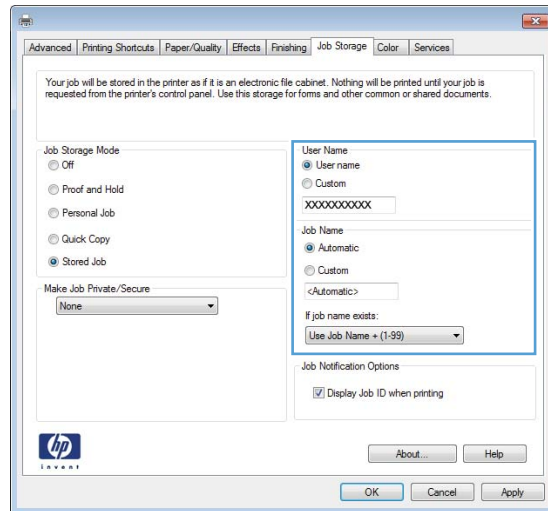 Advanced Printing Shortcuts Paper/Quality Effects Finishing Job Storage Color Services
Your job will be stored in the printer as if it is an electronic file cabinet. Nothing will be printed until your job is
requested from the printer's control panel. Use this storage for forms and other common or shared documents.
Job Storage Mode
Off
Proof and Hold
Personal Job
Quick Copy
Stored Job
Make Job Private/Secure
None
User Name
User name
Custom
XXXXXXXXXX
Job Name
Automatic
Custom
<Automatic>
If job name exists:
Use Job Name + (1-99)
Job Notification Options
Display Job ID when printing
hp
invent
About... Help
OK Cancel Apply